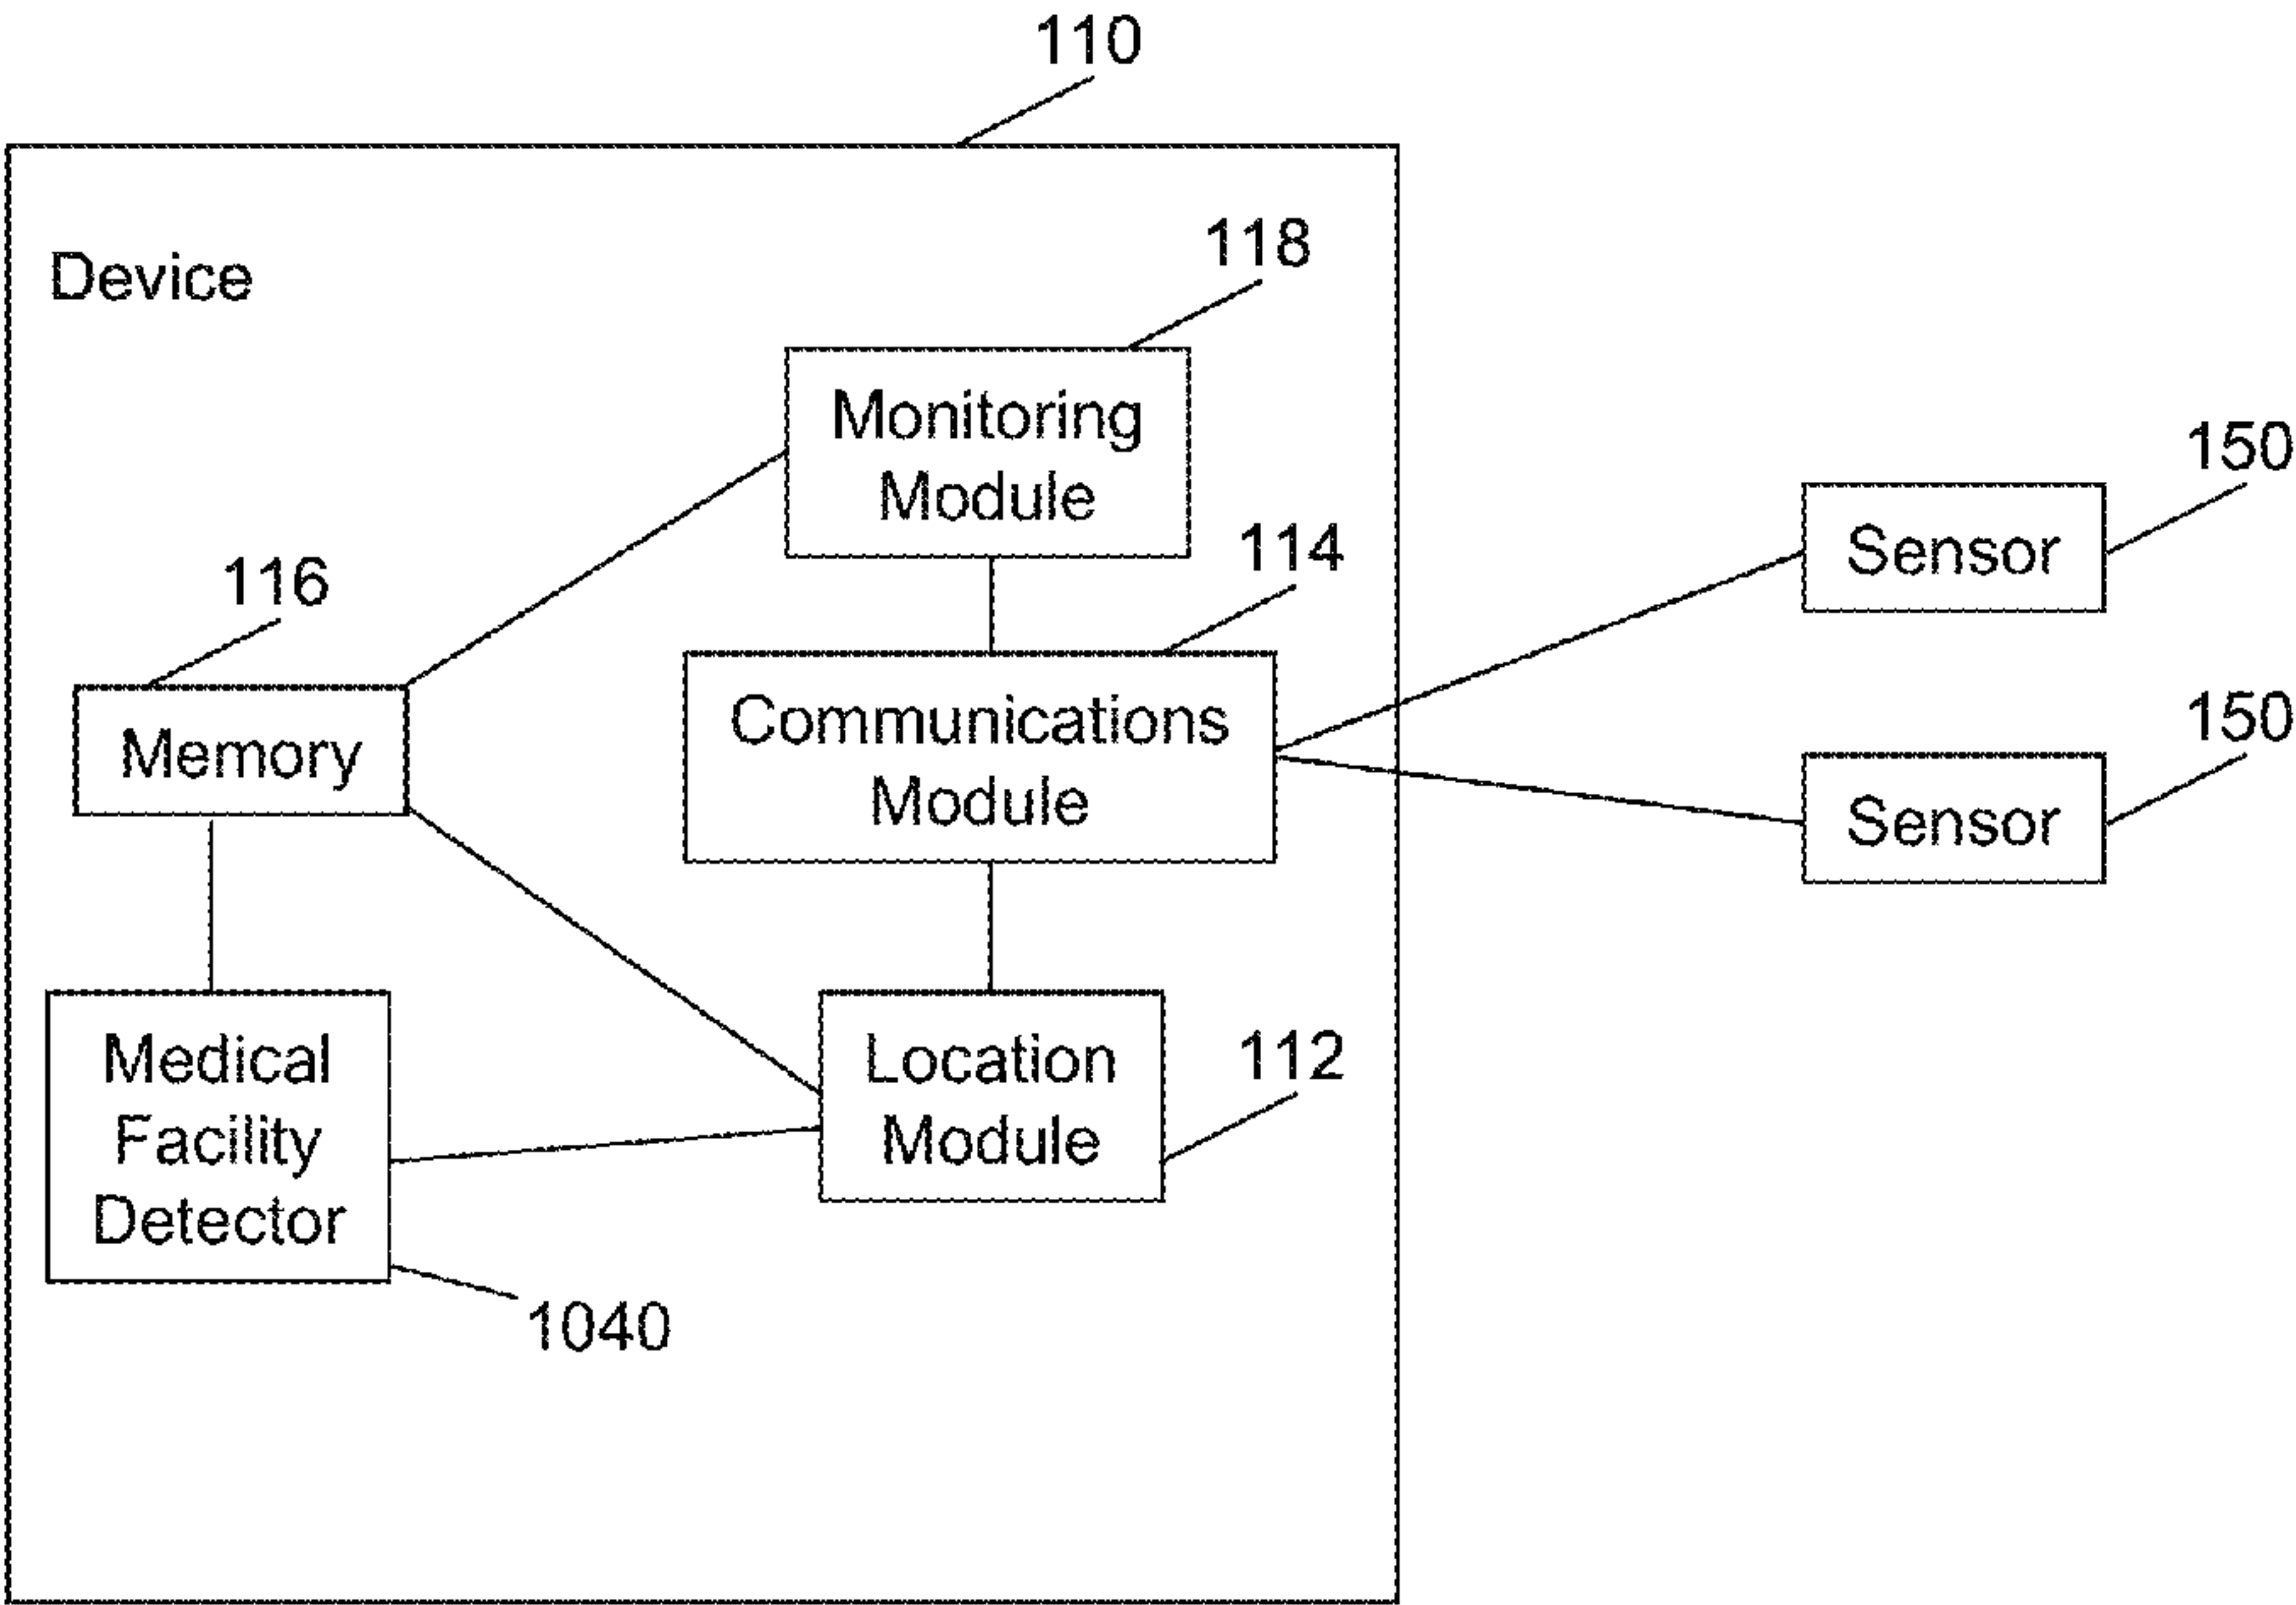 110
Device
118
Monitoring
Module
114
Communications
Module
116
Memory
150
Sensor
150
Sensor
Medical
Facility
Detector
1040
Location
Module
112